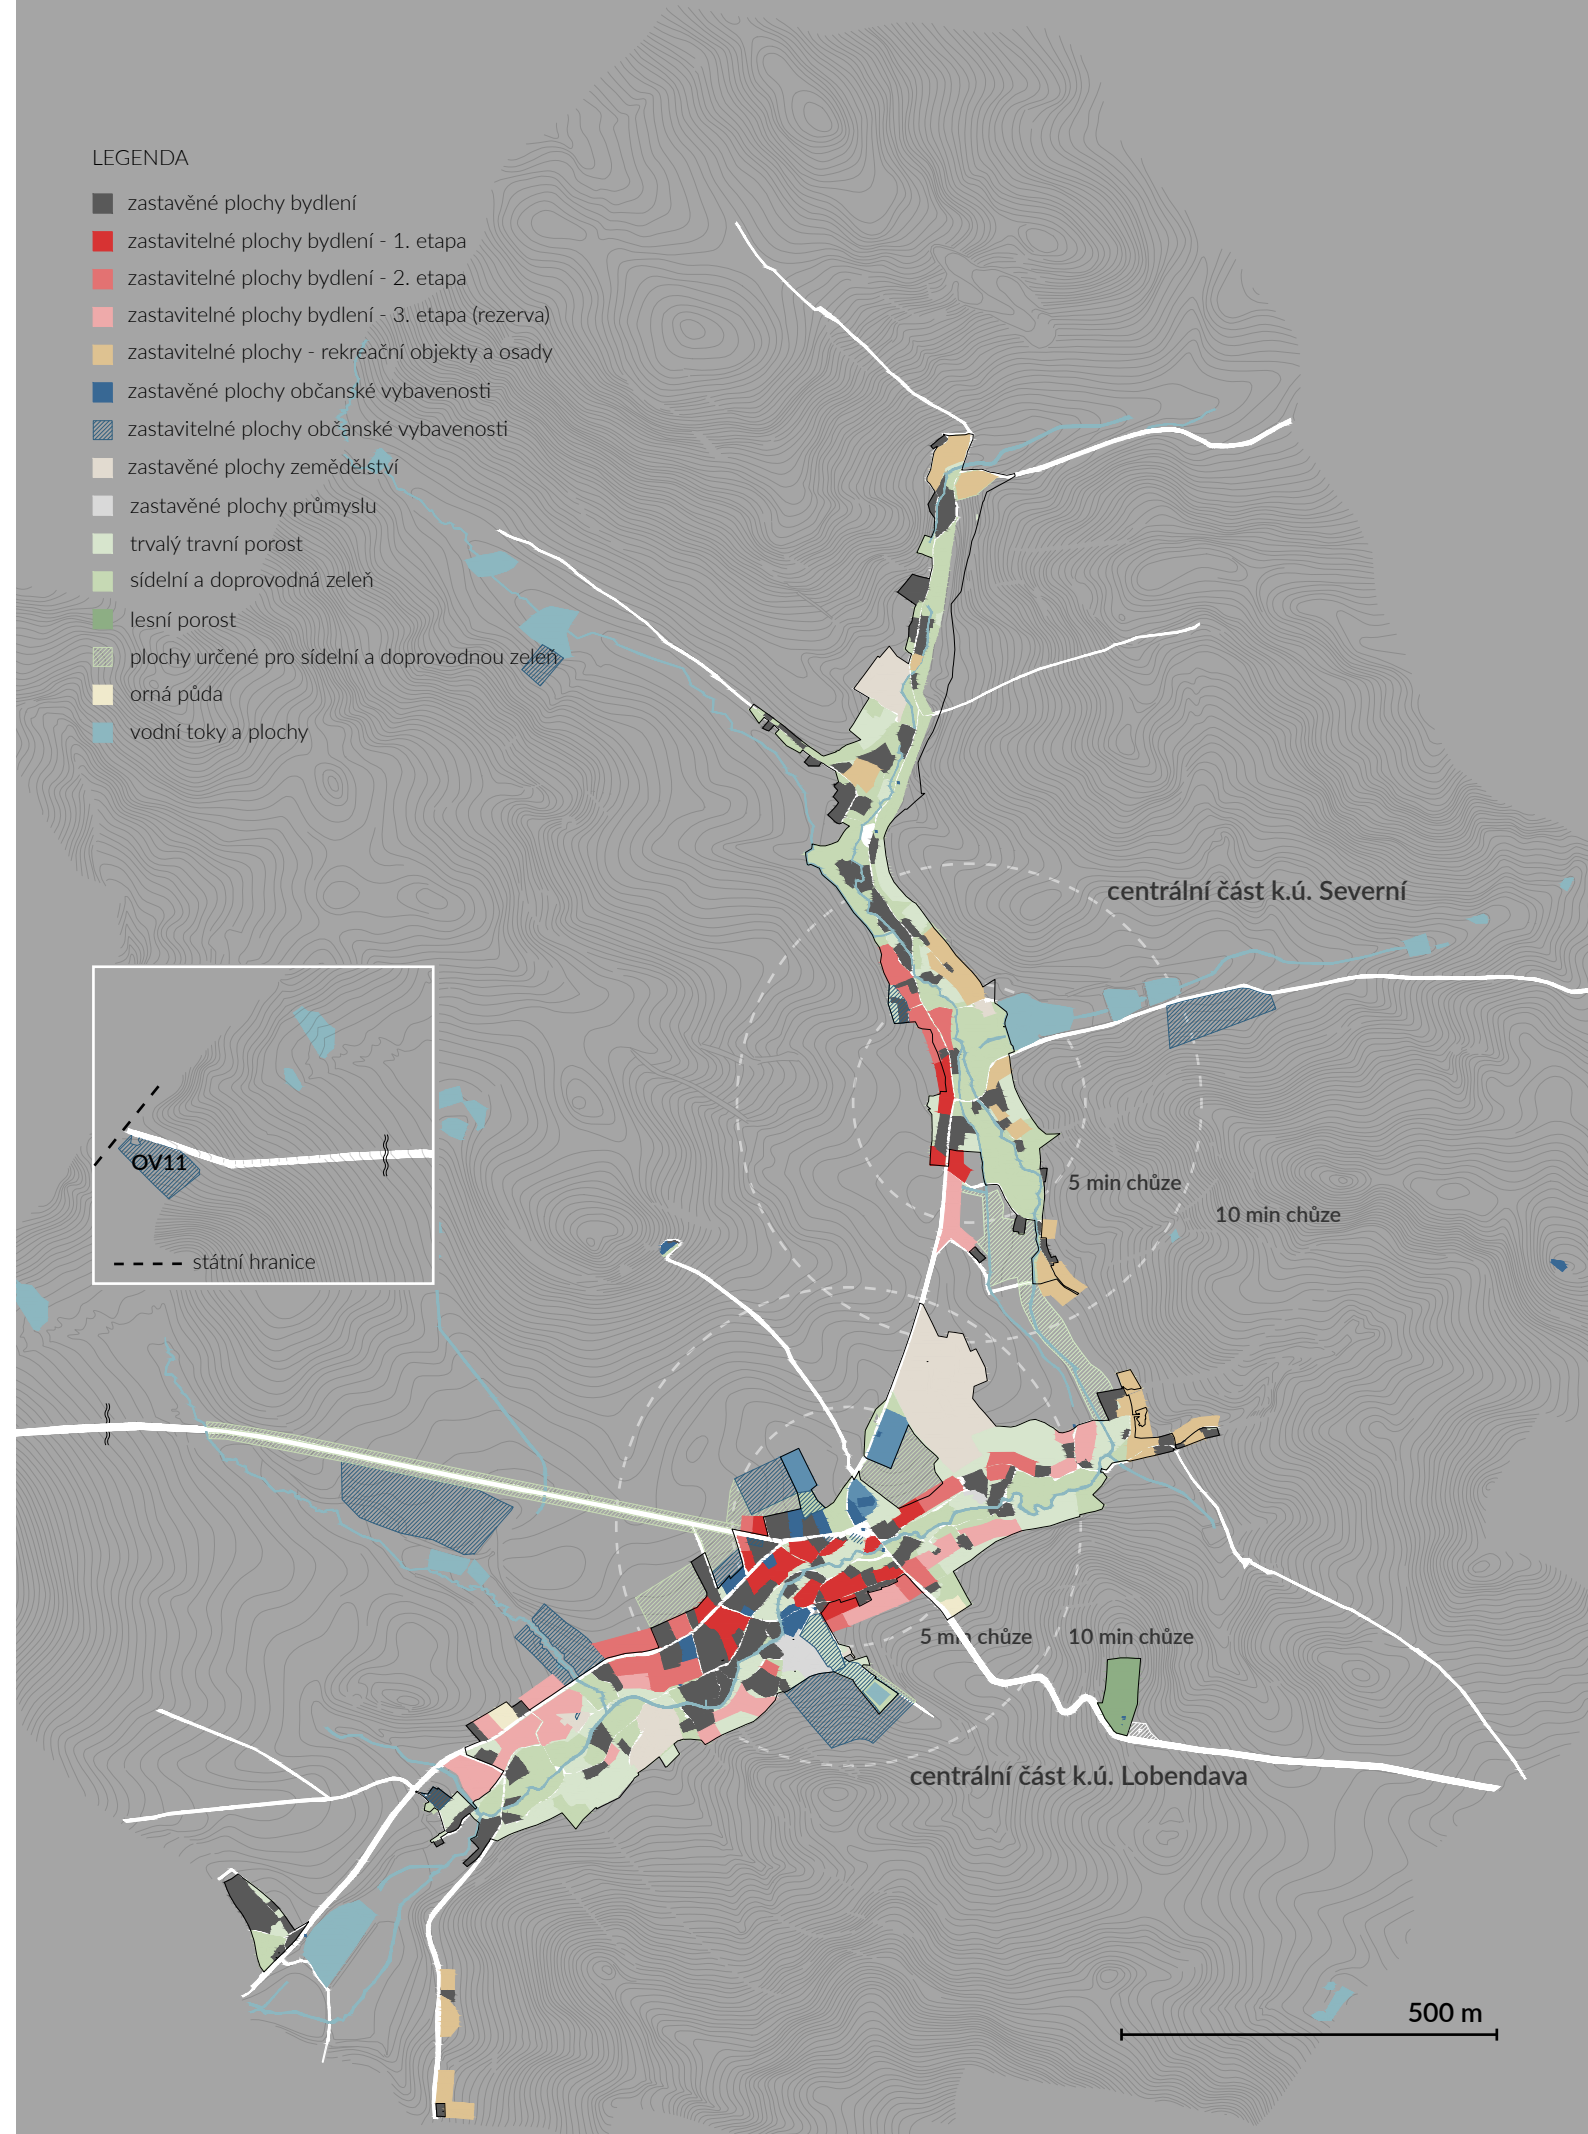 LEGENDA
zastavěné plochy bydlení
zastavitelné plochy bydlení - 1. etapa
zastavitelné plochy bydlení - 2. etapa
zastavitelné plochy bydlení - 3. etapa (rezerva)
zastavitelné plochy - rekreační objekty a osady
zastavěné plochy občanské vybavenosti
zastavitelné plochy občanské vybavenosti
zastavěné plochy zemědělství
zastavěné plochy průmyslu
trvalý travní porost
sídelní a doprovodná zeleň
lesní porost
plochy určené pro sídelní a doprovodnou zeleň
orná půda
vodní toky a plochy
centrální část k.ú. Severní
OV11
státní hranice
5 min chůze
10 min chůze
5 min chůze
10 min chůze
centrální část k.ú. Lobendava
500 m